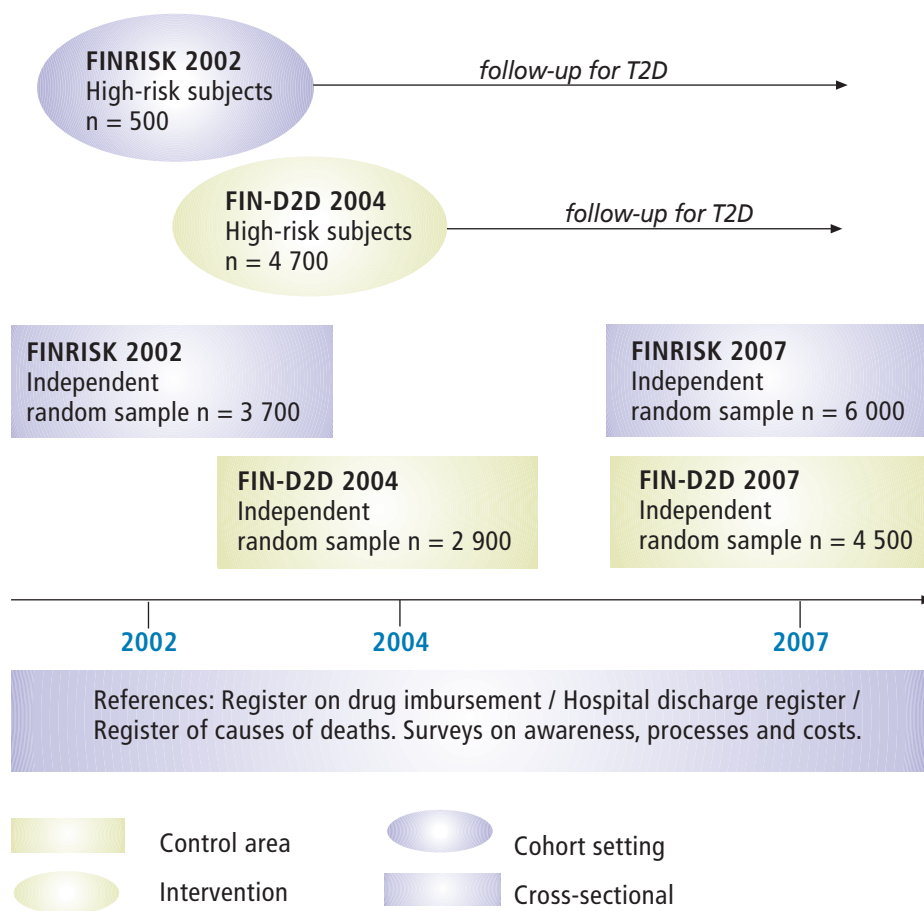 FINRISK 2002
High-risk subjects
n = 500
follow-up for T2D
FIN-D2D 2004
High-risk subjects
n = 4 700
follow-up for T2D
FINRISK 2002
Independent
random sample n = 3 700
FINRISK 2007
Independent
random sample n = 6 000
FIN-D2D 2004
Independent
random sample n = 2 900
FIN-D2D 2007
Independent
random sample n = 4 500
2002
2004
2007
References: Register on drug imbursement / Hospital discharge register /
Register of causes of deaths. Surveys on awareness, processes and costs.
Control area
Cohort setting
Intervention
Cross-sectional